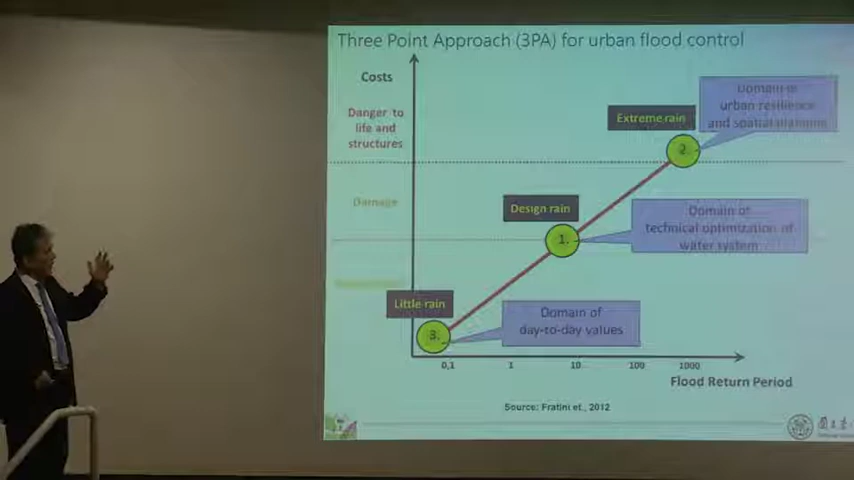 Three Point Approach (3PA) for urban flood control
Costs
Danger to
life and
structures
Damage
Extreme rain
2.
Domain of
urban resilience
and spatial planning
Design rain
1.
Domain of
technical optimization of
water system
Little rain
3.
Domain of
day-to-day values
0,1
1
10
100
1000
Flood Return Period
Source: Fratini et., 2012